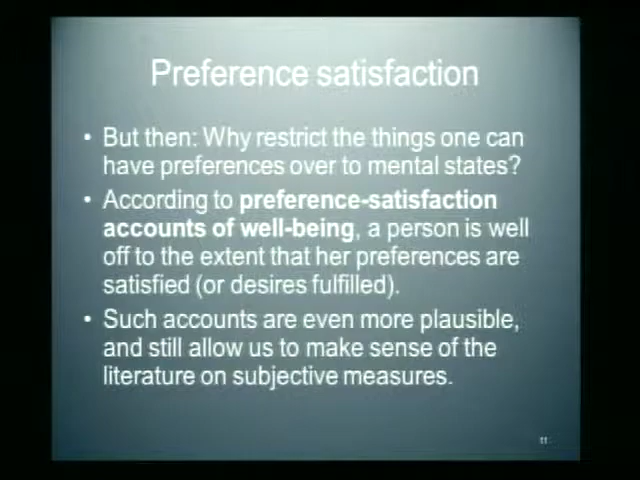 Preference satisfaction
• But then: Why restrict the things one can
have preferences over to mental states?
• According to preference-satisfaction
accounts of well-being, a person is well
off to the extent that her preferences are
satisfied (or desires fulfilled).
• Such accounts are even more plausible,
and still allow us to make sense of the
literature on subjective measures.
11